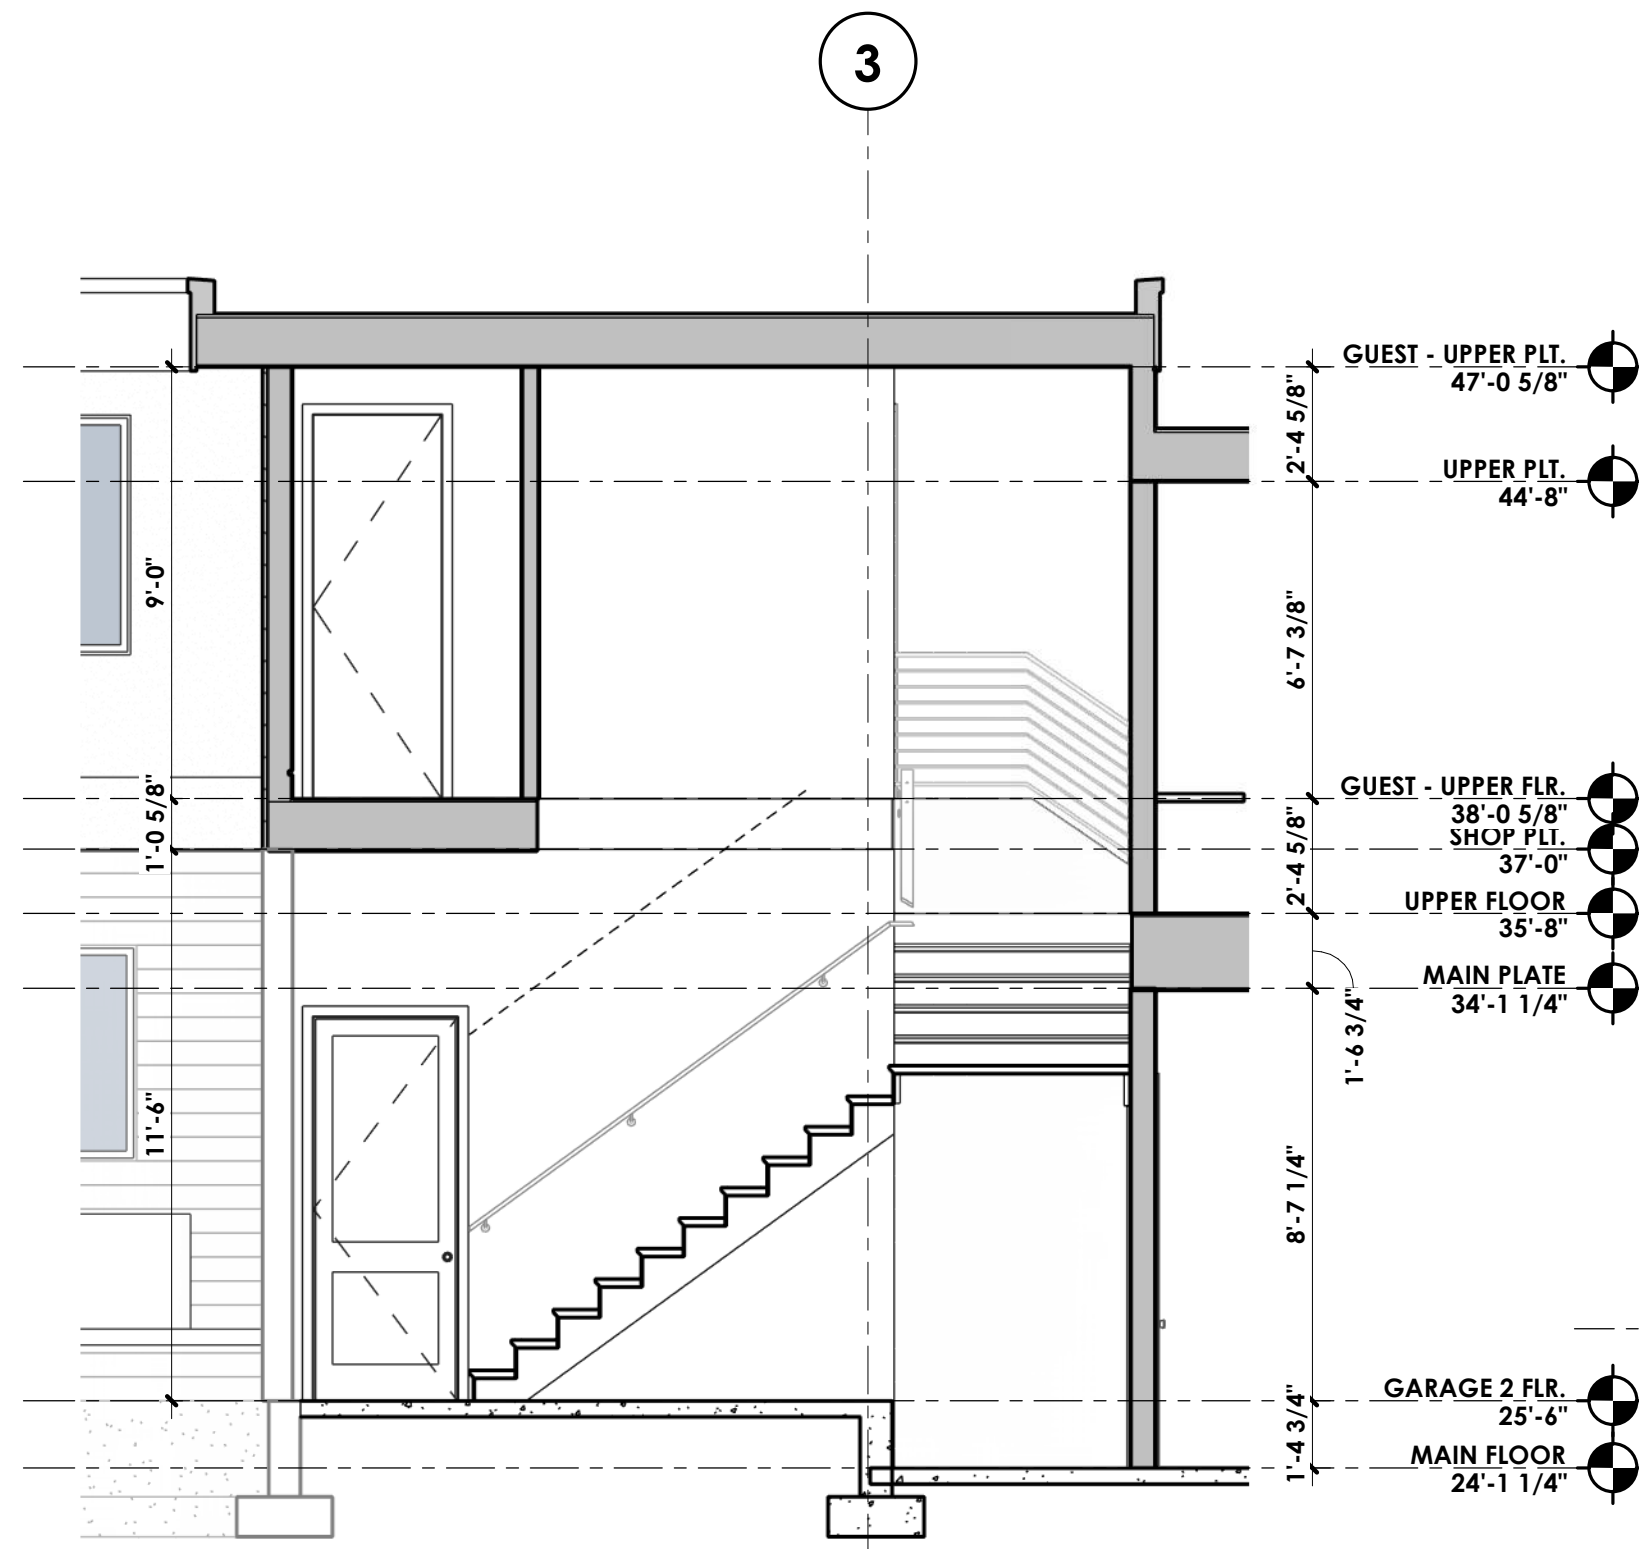 3
GUEST - UPPER PLT.
47'-0 5/8"
2'-4 5/8"
UPPER PLT.
44'-8"
9'-0"
6'-7 3/8"
GUEST - UPPER FLR.
38'-0 5/8"
1'-0 5/8"
2'-4 5/8"
SHOP PLT.
37'-0"
UPPER FLOOR
35'-8"
MAIN PLATE
34'-1 1/4"
1'-6 3/4"
11'-6"
8'-7 1/4"
GARAGE 2 FLR.
25'-6"
1'-4 3/4"
MAIN FLOOR
24'-1 1/4"